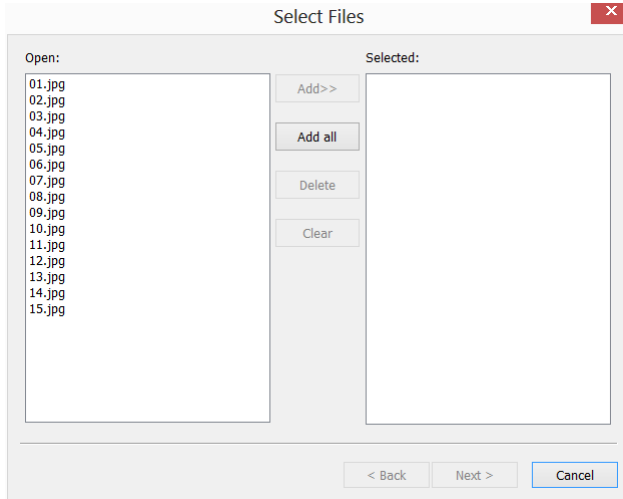 Select Files
Open:
01.jpg
02.jpg
03.jpg
04.jpg
05.jpg
06.jpg
07.jpg
08.jpg
09.jpg
10.jpg
11.jpg
12.jpg
13.jpg
14.jpg
15.jpg
Add>>
Add all
Delete
Clear
Selected:
< Back
Next >
Cancel